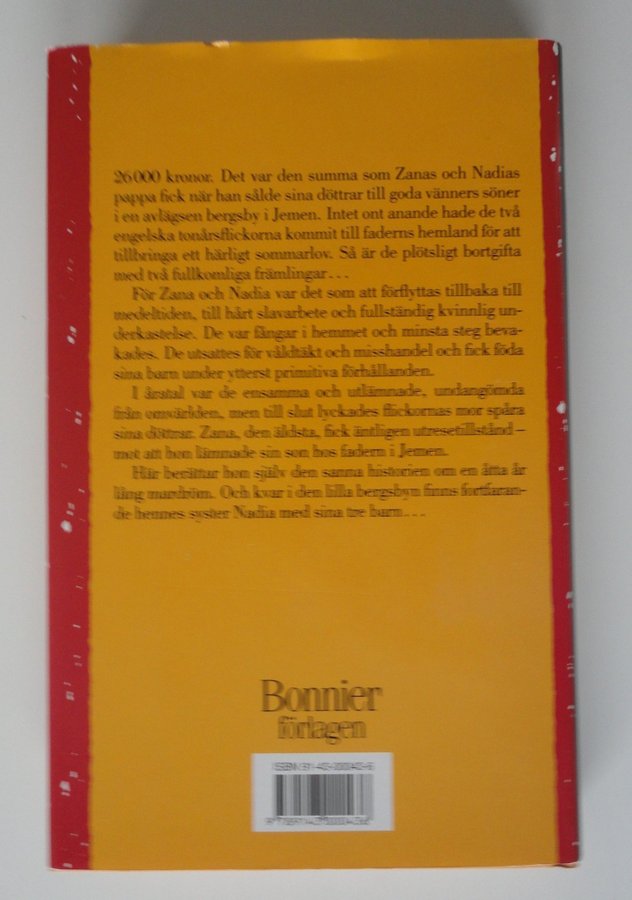 26000 kronor. Det var den summa som Zanas och Nadias
pappa fick när han sålde sina döttrar till goda vänners söner
i en avlägsen bergsby i Jemen. Intet ont anande hade de två
engelska tonårsflickorna kommit till faderns hemland för att
tillbringa ett härligt sommarlov. Så är de plötsligt bortgifta
med två fullkomliga främlingar...
För Zana och Nadia var det som att förflyttas tillbaka till
medeltiden, till hårt slavarbete och fullständig kvinnlig un-
derkastelse. De var fångar i hemmet och minsta steg beva-
kades. De utsattes för våldtäkt och misshandel och fick föda
sina barn under ytterst primitiva förhållanden.
I åratal var de ensamma och utlämnade, undangömda
från omvärlden, men till slut lyckades flickornas mor spåra
sina döttrar. Zana, den äldsta, fick äntligen utresetillstånd –
mot att hon lämnade sin son hos fadern i Jemen.
Här berättar hon själv den sanna historien om en åtta år
lång mardröm. Och kvar i den lilla bergsbyn finns fortfaran-
de hennes syster Nadia med sina tre barn...
Bonnier
förlagen
ISBN